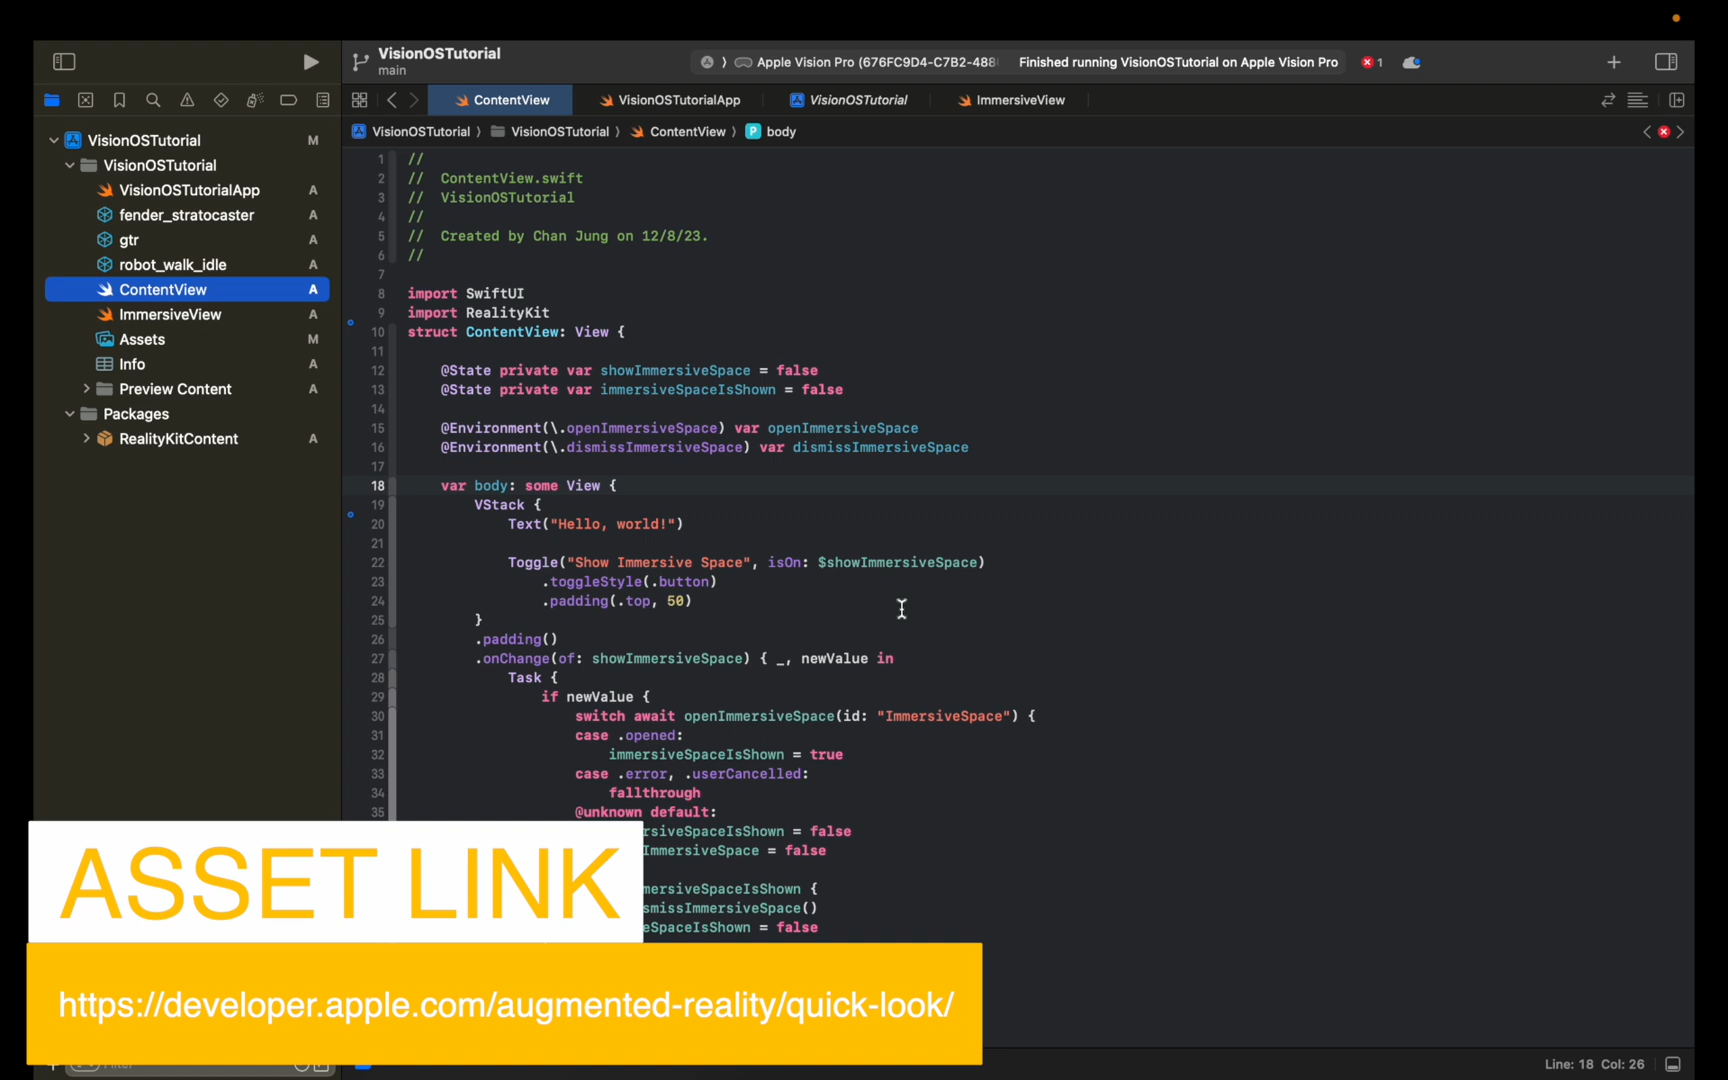 VisionOSTutorial
main
Apple Vision Pro (676FC9D4-C7B2-488
Finished running VisionOSTutorial on Apple Vision Pro
1
ContentView
VisionOSTutorialApp
VisionOSTutorial
ImmersiveView
VisionOSTutorial
VisionOSTutorial
ContentView
P body
VisionOSTutorial M
VisionOSTutorial
VisionOSTutorialApp A
fender_stratocaster A
gtr A
robot_walk_idle A
ContentView A
ImmersiveView A
Assets M
Info A
Preview Content A
Packages
RealityKitContent A
1 //
2 //  ContentView.swift
3 //  VisionOSTutorial
4 //
5 //  Created by Chan Jung on 12/8/23.
6 //
7
8 import SwiftUI
9 import RealityKit
10 struct ContentView: View {
11
12 @State private var showImmersiveSpace = false
13 @State private var immersiveSpaceIsShown = false
14
15 @Environment(\.openImmersiveSpace) var openImmersiveSpace
16 @Environment(\.dismissImmersiveSpace) var dismissImmersiveSpace
17
18 var body: some View {
19 VStack {
20 Text("Hello, world!")
21
22 Toggle("Show Immersive Space", isOn: $showImmersiveSpace)
23 .toggleStyle(.button)
24 .padding(.top, 50)
25 }
26 .padding()
27 .onChange(of: showImmersiveSpace) { _, newValue in
28 Task {
29 if newValue {
30 switch await openImmersiveSpace(id: "ImmersiveSpace") {
31 case .opened:
32 immersiveSpaceIsShown = true
33 case .error, .userCancelled:
34 fallthrough
35 @unknown default:
rsiveSpaceIsShown = false
ImmersiveSpace = false
mersiveSpaceIsShown {
smissImmersiveSpace()
eSpaceIsShown = false
ASSET LINK
https://developer.apple.com/augmented-reality/quick-look/
Line: 18 Col: 26